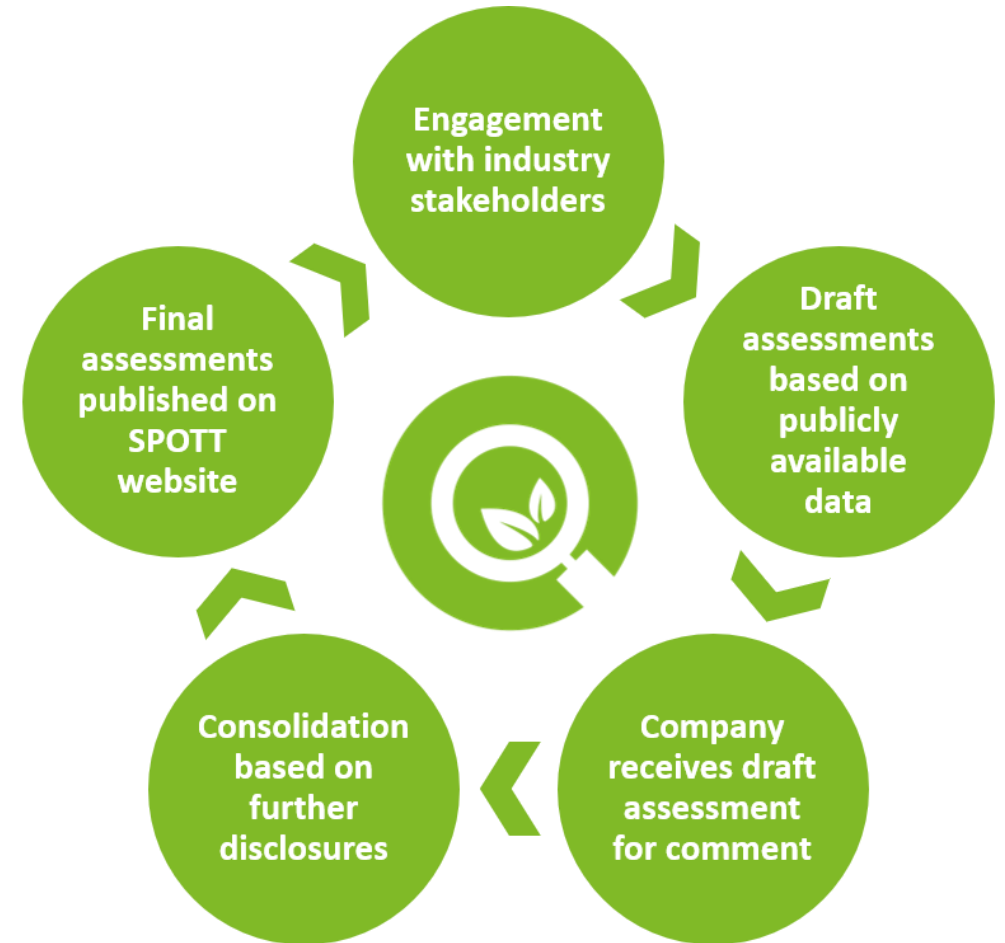 Engagement
with industry
stakeholders
Draft
assessments
based on
publicly
available
data
Company
receives draft
assessment
for comment
Consolidation
based on
further
disclosures
Final
assessments
published on
SPOTT
website